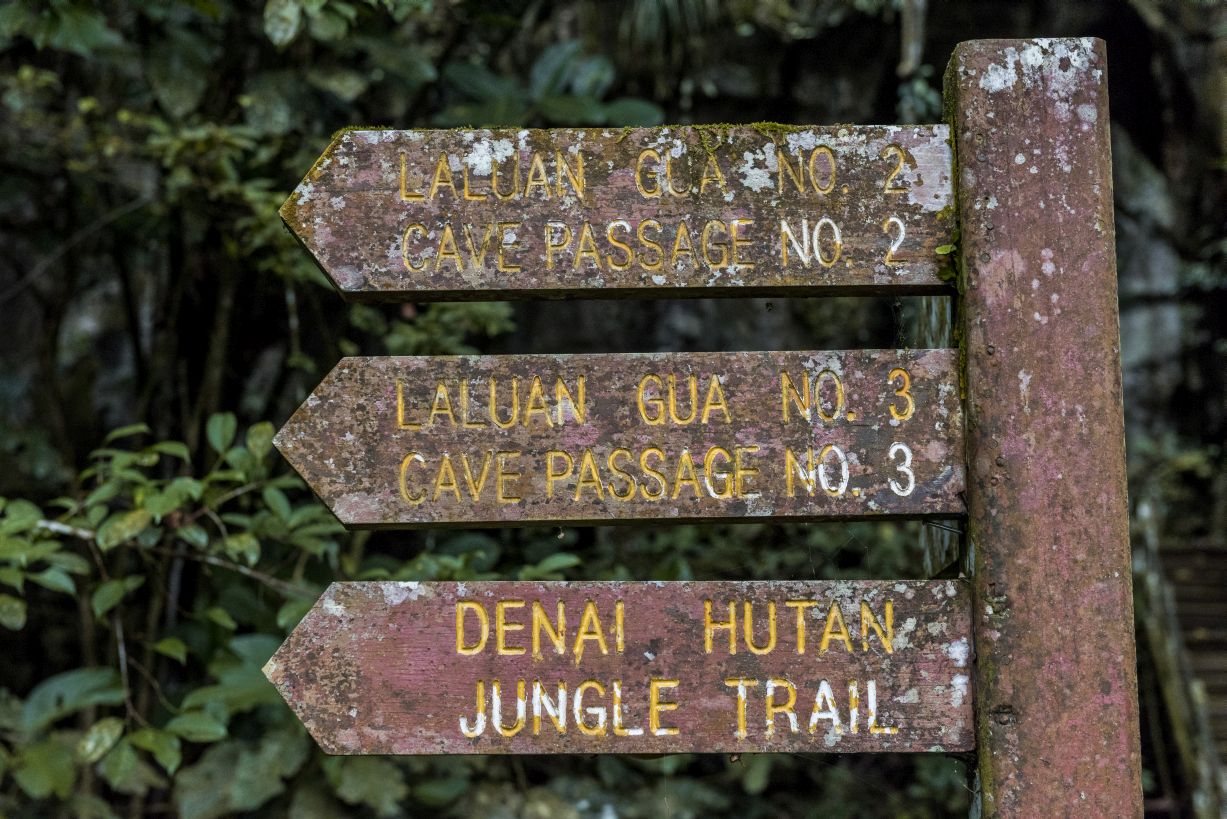 LALUAN GUA NO. 2
CAVE PASSAGE NO. 2
LALUAN GUA NO. 3
CAVE PASSAGE NO. 3
DENAI HUTAN
JUNGLE TRAIL